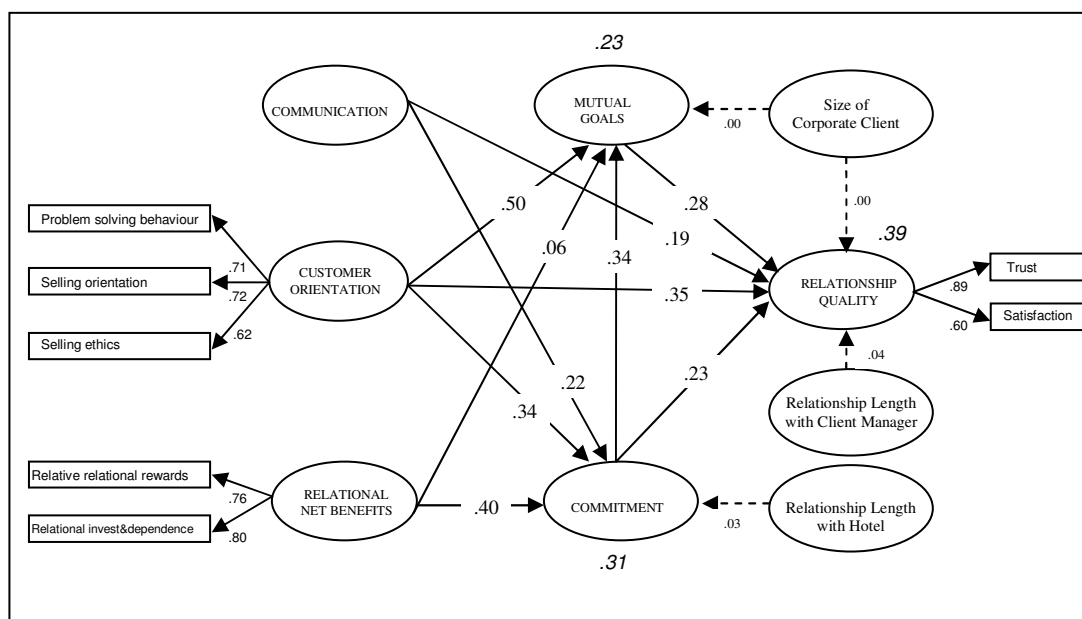 .23
COMMUNICATION
MUTUAL
GOALS
Size of
Corporate Client
.00
.50
.28
.00
Problem solving behaviour
.06
.19
.39
.34
.71
Selling orientation
CUSTOMER
ORIENTATION
RELATIONSHIP
QUALITY
Trust
.72
.35
.89
Satisfaction
.62
.60
Selling ethics
.04
.22
.23
.34
Relationship Length
with Client Manager
Relative relational rewards
.76
RELATIONAL
NET BENEFITS
.40
COMMITMENT
Relationship Length
with Hotel
.03
Relational invest&dependence
.80
.31